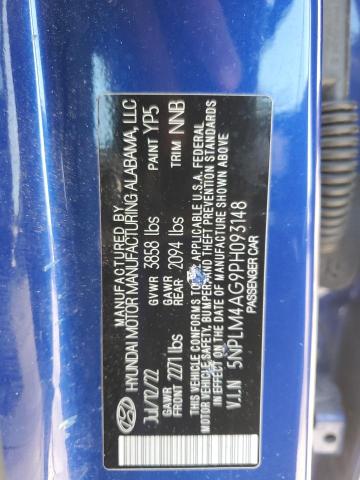 MANUFACTURED BY
HYUNDAI MOTOR MANUFACTURING ALABAMA, LLC
Jul/12/22 GVWR 3858 lbs PAINT YP5
GAWR FRONT 2271 lbs GAWR REAR 2094 lbs TRIM NNB
THIS VEHICLE CONFORMS TO ALL APPLICABLE U.S.A. FEDERAL
MOTOR VEHICLE SAFETY, BUMPER, AND THEFT PREVENTION STANDARDS
IN EFFECT ON THE DATE OF MANUFACTURE SHOWN ABOVE.
V.I.N 5NPLM4AG9PH093148
PASSENGER CAR